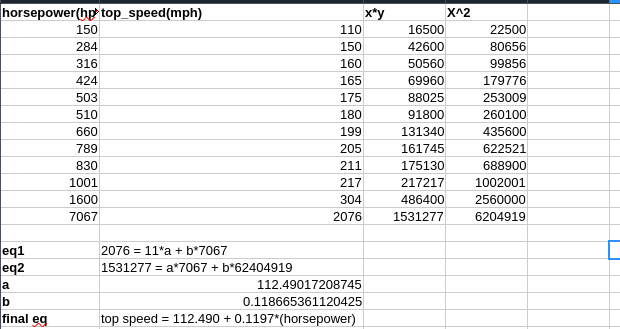 horsepower(hp top_speed(mph) x*y X^2
150 110 16500 22500
284 150 42600 80656
316 160 50560 99856
424 165 69960 179776
503 175 88025 253009
510 180 91800 260100
660 199 131340 435600
789 205 161745 622521
830 211 175130 688900
1001 217 217217 1002001
1600 304 486400 2560000
7067 2076 1531277 6204919
eq1 2076 = 11*a + b*7067
eq2 1531277 = a*7067 + b*62404919
a 112.49017208745
b 0.118665361120425
final eq top speed = 112.490 + 0.1197*(horsepower)